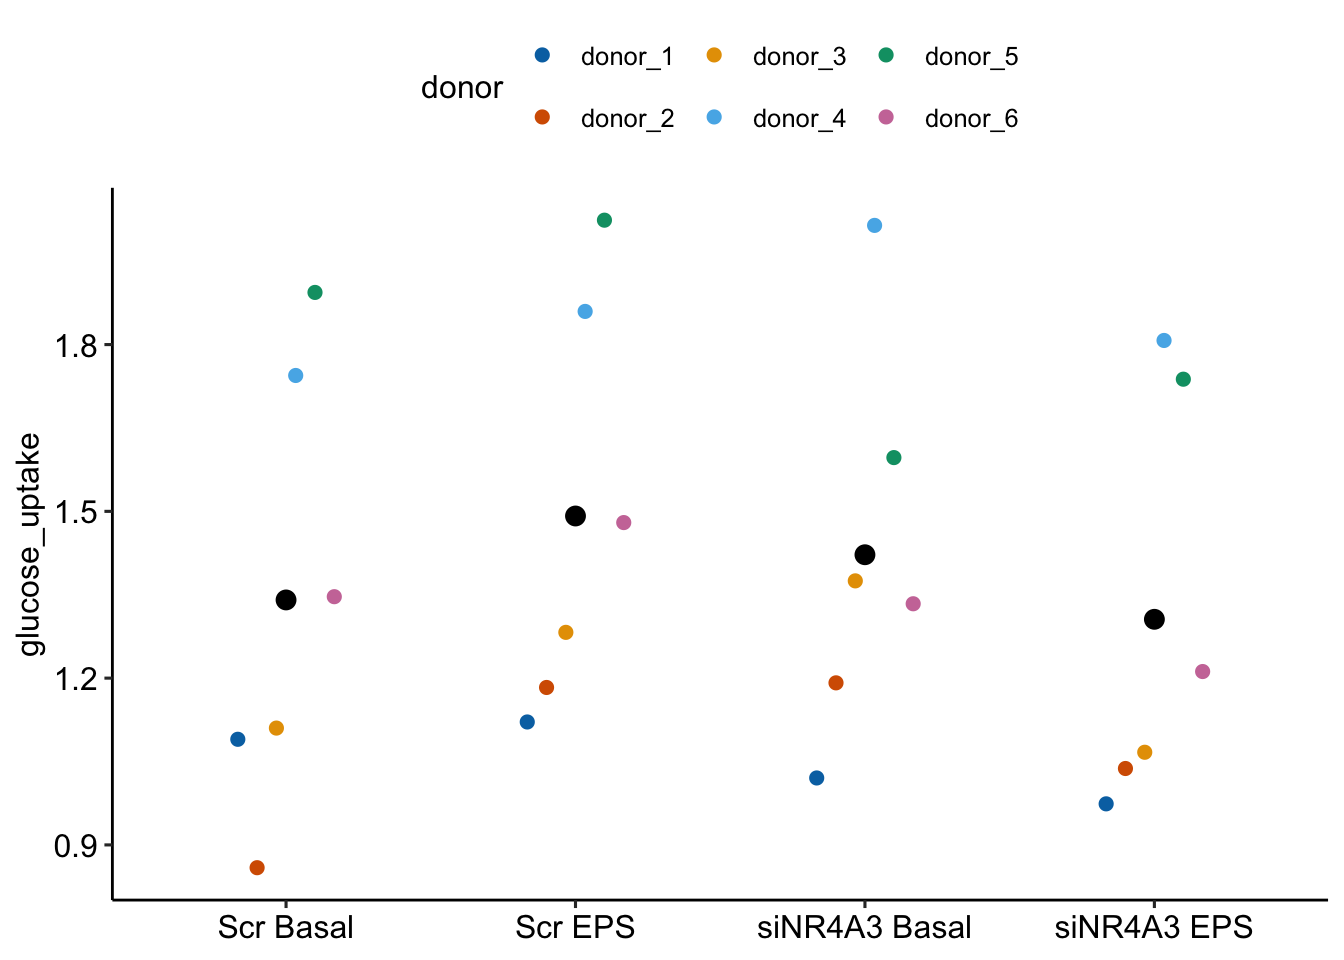 donor
donor_1
donor_3
donor_5
donor_2
donor_4
donor_6
glucose_uptake
1.8
1.5
1.2
0.9
Scr Basal
Scr EPS
siNR4A3 Basal
siNR4A3 EPS